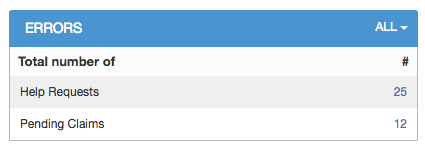 ERRORS ALL
Total number of #
Help Requests 25
Pending Claims 12